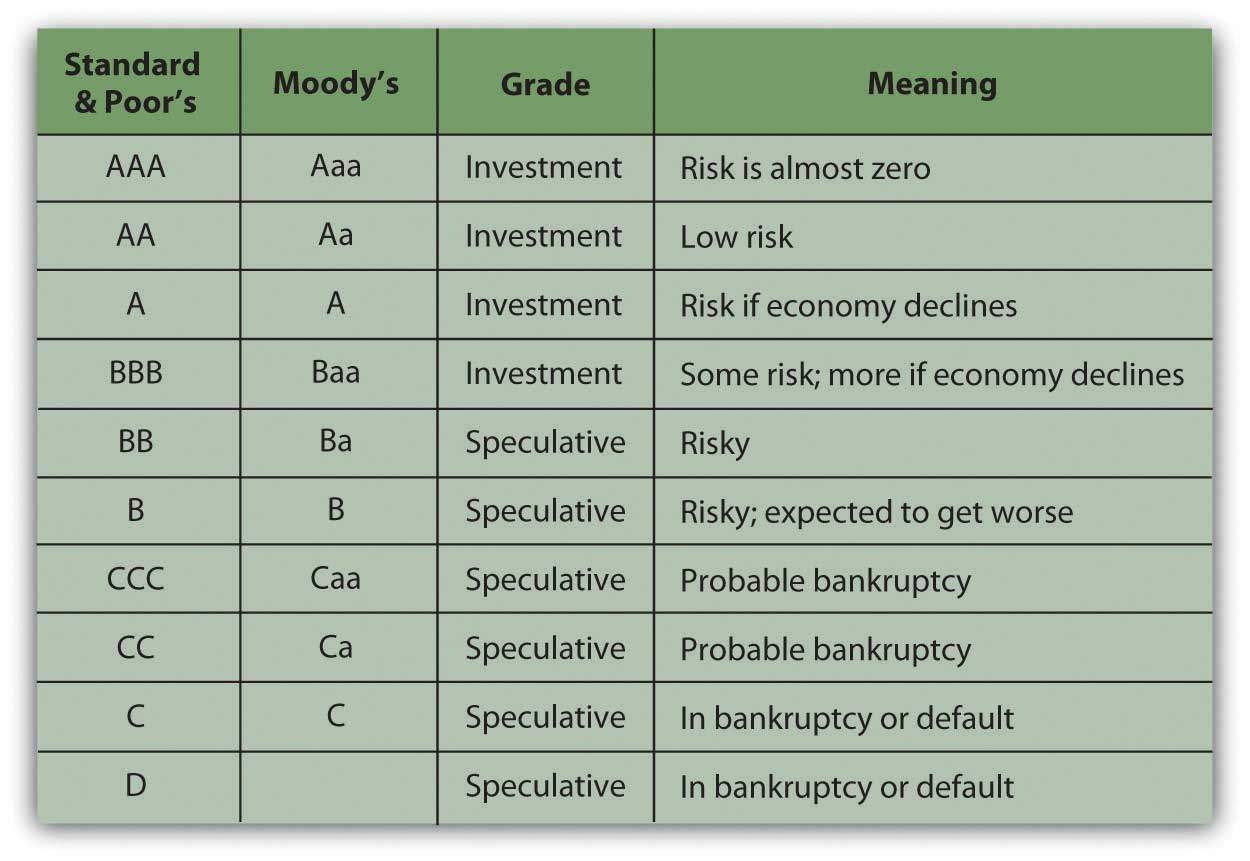 Standard & Poor’s Moody’s Grade Meaning
AAA Aaa Investment Risk is almost zero
AA Aa Investment Low risk
A A Investment Risk if economy declines
BBB Baa Investment Some risk; more if economy declines
BB Ba Speculative Risky
B B Speculative Risky; expected to get worse
CCC Caa Speculative Probable bankruptcy
CC Ca Speculative Probable bankruptcy
C C Speculative In bankruptcy or default
D Speculative In bankruptcy or default